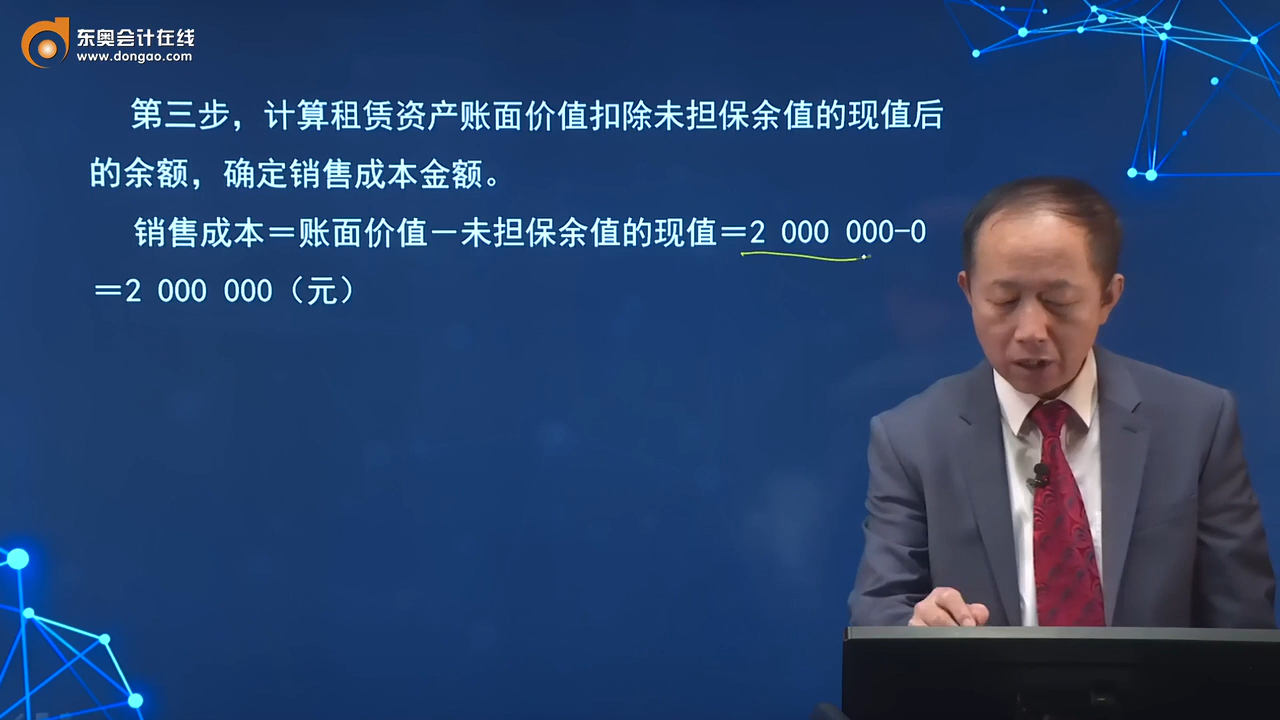 东奥会计在线
www.dongao.com
第三步，计算租赁资产账面价值扣除未担保余值的现值后
的余额，确定销售成本金额。
销售成本＝账面价值－未担保余值的现值＝2 000 000-0
＝2 000 000（元）